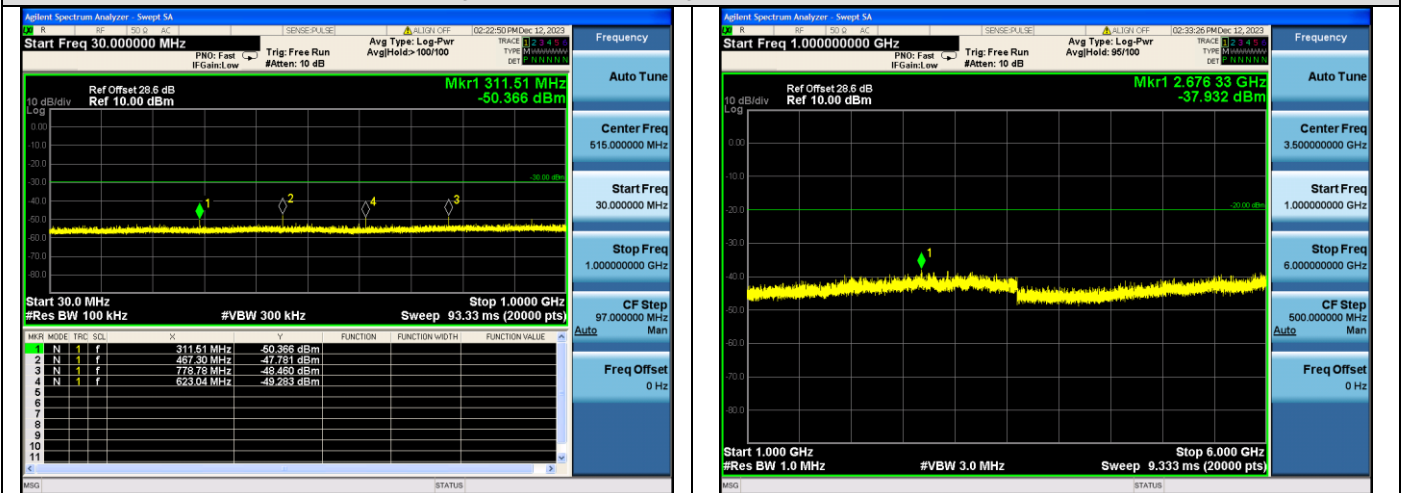 Agilent Spectrum Analyzer - Swept SA
R RF 50 Ω AC SENSE:PULSE ALIGN OFF 02:22:50 PM Dec 12, 2023
Start Freq 30.000000 MHz
PNO: Fast
IFGain:Low
Trig: Free Run
#Atten: 10 dB
Avg Type: Log-Pwr
Avg|Hold:>100/100
TRACE 1 2 3 4 5 6
TYPE
DET P N N N N N
Ref Offset 28.6 dB
Ref 10.00 dBm
10 dB/div
Log
Mkr1 311.51 MHz
-50.366 dBm
0.00
-10.0
-20.0
-30.0
-30.00 dBm
-40.0
1
2
4
3
-50.0
-60.0
-70.0
-80.0
Start 30.0 MHz
Stop 1.0000 GHz
#Res BW 100 kHz
#VBW 300 kHz
Sweep 93.33 ms (20000 pts)
MKR MODE TRC SCL X Y FUNCTION FUNCTION WIDTH FUNCTION VALUE
1 N 1 f 311.51 MHz -50.366 dBm
2 N 1 f 467.30 MHz -47.781 dBm
3 N 1 f 778.78 MHz -48.460 dBm
4 N 1 f 623.04 MHz -49.283 dBm
5
6
7
8
9
10
11
MSG
STATUS
Frequency
Auto Tune
Center Freq
515.000000 MHz
Start Freq
30.000000 MHz
Stop Freq
1.000000000 GHz
CF Step
97.000000 MHz
Auto Man
Freq Offset
0 Hz
Agilent Spectrum Analyzer - Swept SA
R RF 50 Ω AC SENSE:PULSE ALIGN OFF 02:33:26 PM Dec 12, 2023
Start Freq 1.000000000 GHz
PNO: Fast
IFGain:Low
Trig: Free Run
#Atten: 10 dB
Avg Type: Log-Pwr
Avg|Hold: 95/100
TRACE 1 2 3 4 5 6
TYPE
DET P N N N N N
Ref Offset 28.6 dB
Ref 10.00 dBm
10 dB/div
Log
Mkr1 2.676 33 GHz
-37.932 dBm
0.00
-10.0
-20.0
-20.00 dBm
-30.0
1
-40.0
-50.0
-60.0
-70.0
-80.0
Start 1.000 GHz
Stop 6.000 GHz
#Res BW 1.0 MHz
#VBW 3.0 MHz
Sweep 9.333 ms (20000 pts)
MSG
STATUS
Frequency
Auto Tune
Center Freq
3.500000000 GHz
Start Freq
1.000000000 GHz
Stop Freq
6.000000000 GHz
CF Step
500.000000 MHz
Auto Man
Freq Offset
0 Hz